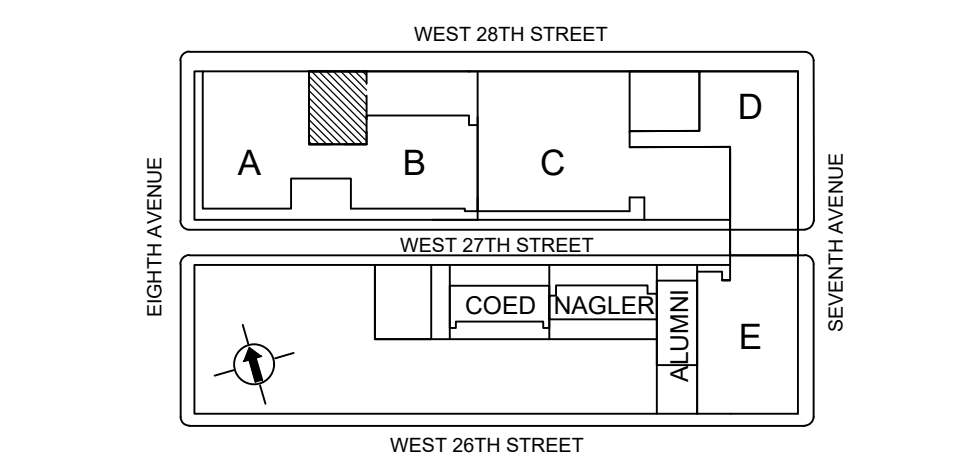 WEST 28TH STREET
EIGHTH AVENUE
A
B
C
D
SEVENTH AVENUE
WEST 27TH STREET
COED
NAGLER
ALUMNI
E
WEST 26TH STREET